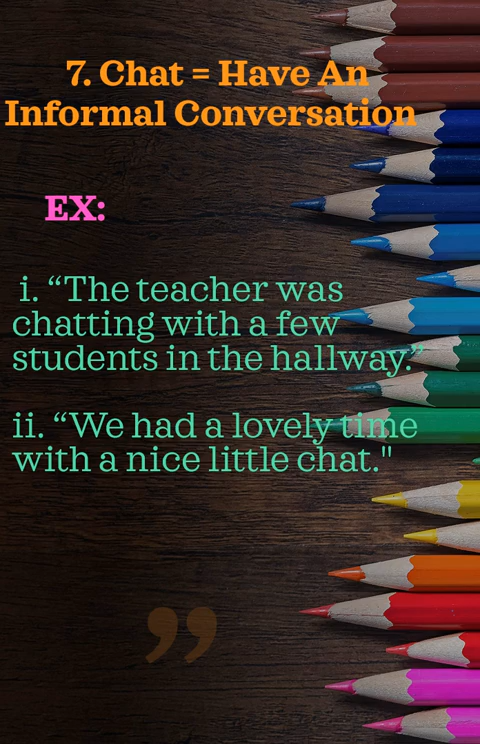 7. Chat = Have An
Informal Conversation
EX:
i. “The teacher was
chatting with a few
students in the hallway.”
ii. “We had a lovely time
with a nice little chat."
”